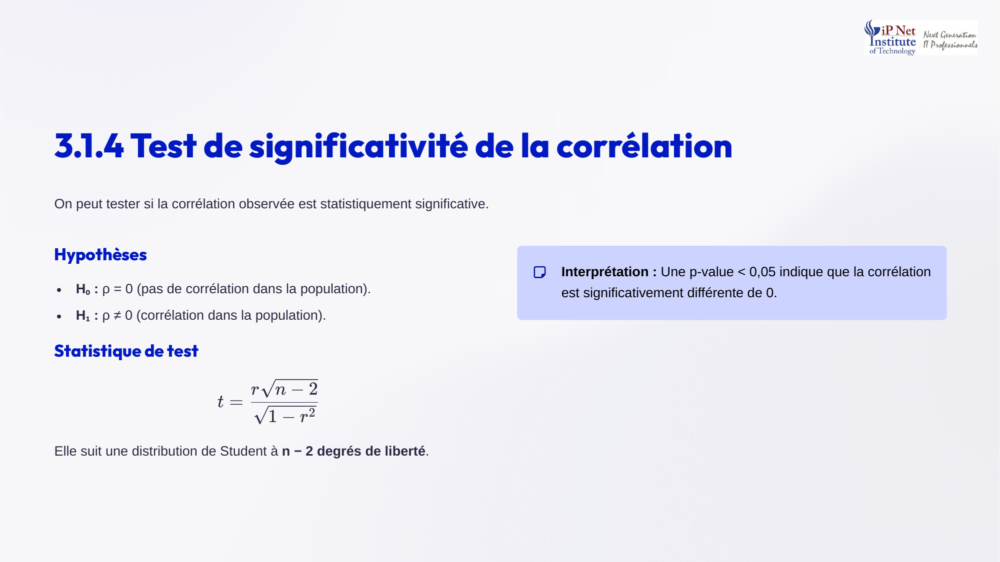 iP Net
Institute
of Technology
Next Generation
IT Professionnels
3.1.4 Test de significativité de la corrélation
On peut tester si la corrélation observée est statistiquement significative.
Hypothèses
• H₀ : ρ = 0 (pas de corrélation dans la population).
• H₁ : ρ ≠ 0 (corrélation dans la population).
Statistique de test
t = \frac{r\sqrt{n-2}}{\sqrt{1-r^2}}
Elle suit une distribution de Student à n − 2 degrés de liberté.
Interprétation : Une p-value < 0,05 indique que la corrélation
est significativement différente de 0.